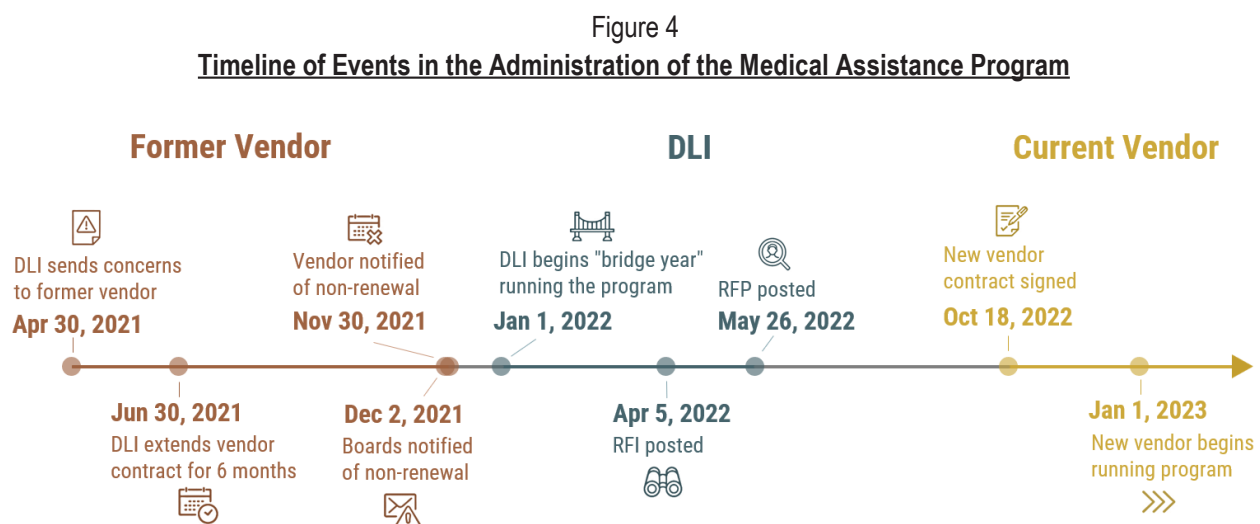 Figure 4
Timeline of Events in the Administration of the Medical Assistance Program
Former Vendor
DLI
Current Vendor
DLI sends concerns
to former vendor
Apr 30, 2021
Vendor notified
of non-renewal
Nov 30, 2021
DLI begins "bridge year"
running the program
Jan 1, 2022
RFP posted
May 26, 2022
New vendor
contract signed
Oct 18, 2022
Jun 30, 2021
DLI extends vendor
contract for 6 months
Dec 2, 2021
Boards notified
of non-renewal
Apr 5, 2022
RFI posted
Jan 1, 2023
New vendor begins
running program